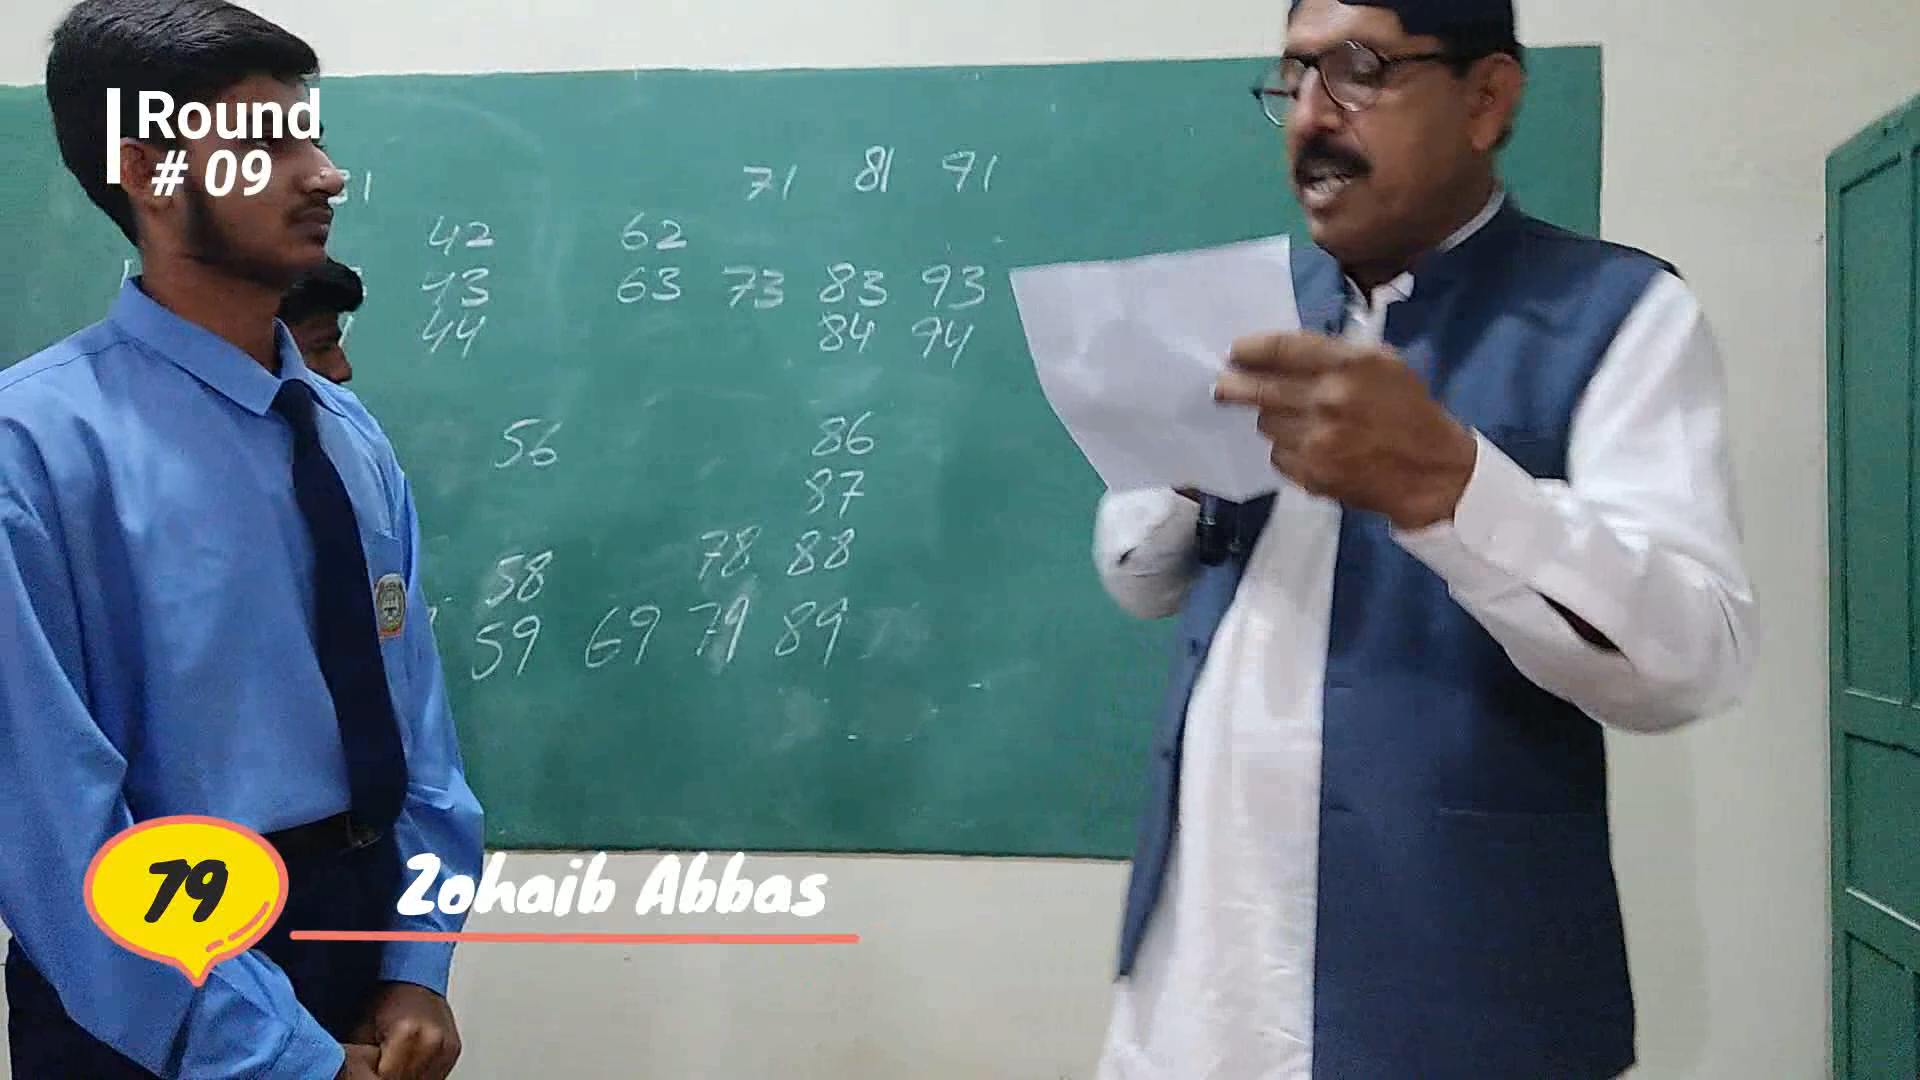 Round
# 09
71 81 91
42 62
43 63 73 83 93
44 84 94
56 86
87
58 78 88
59 69 79 89
79
Zohaib Abbas